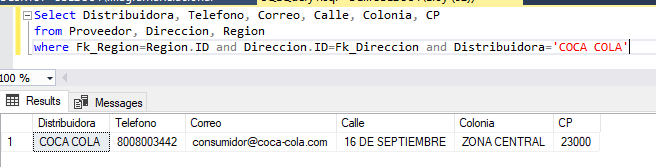 Select Distribuidora, Telefono, Correo, Calle, Colonia, CP
from Proveedor, Direccion, Region
where Fk_Region=Region.ID and Direccion.ID=Fk_Direccion and Distribuidora='COCA COLA'
100 %
Results Messages
Distribuidora Telefono Correo Calle Colonia CP
1 COCA COLA 8008003442 consumidor@coca-cola.com 16 DE SEPTIEMBRE ZONA CENTRAL 23000